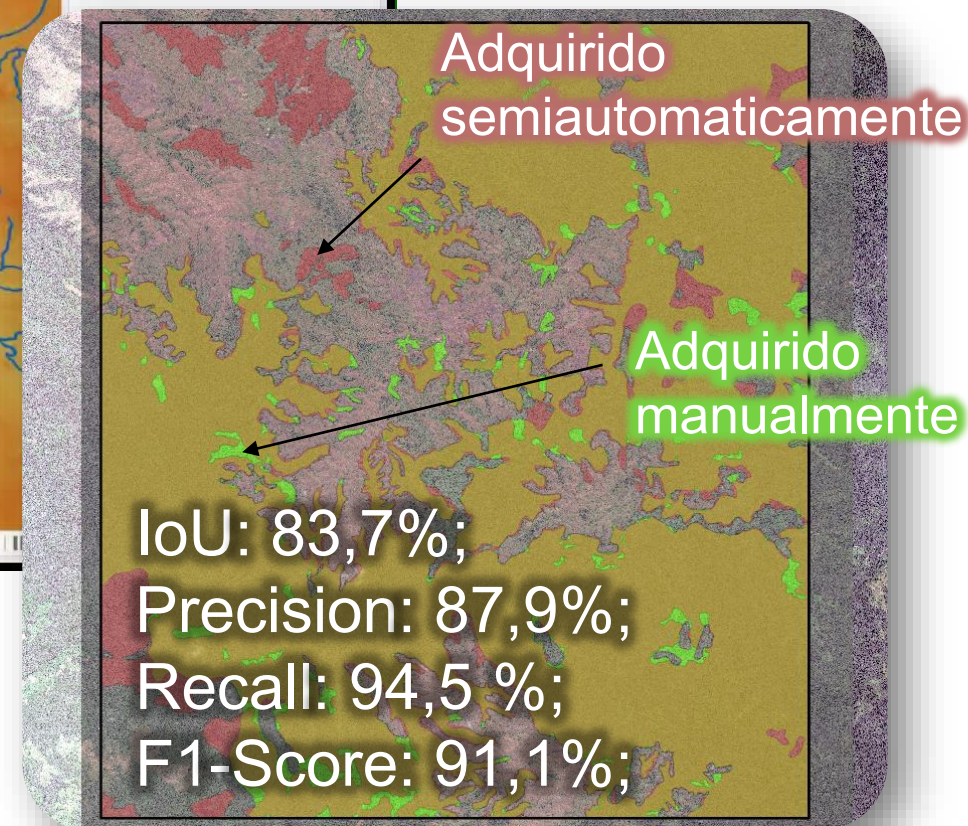 Adquirido
semiautomaticamente
Adquirido
manualmente
IoU: 83,7%;
Precision: 87,9%;
Recall: 94,5 %;
F1-Score: 91,1%;